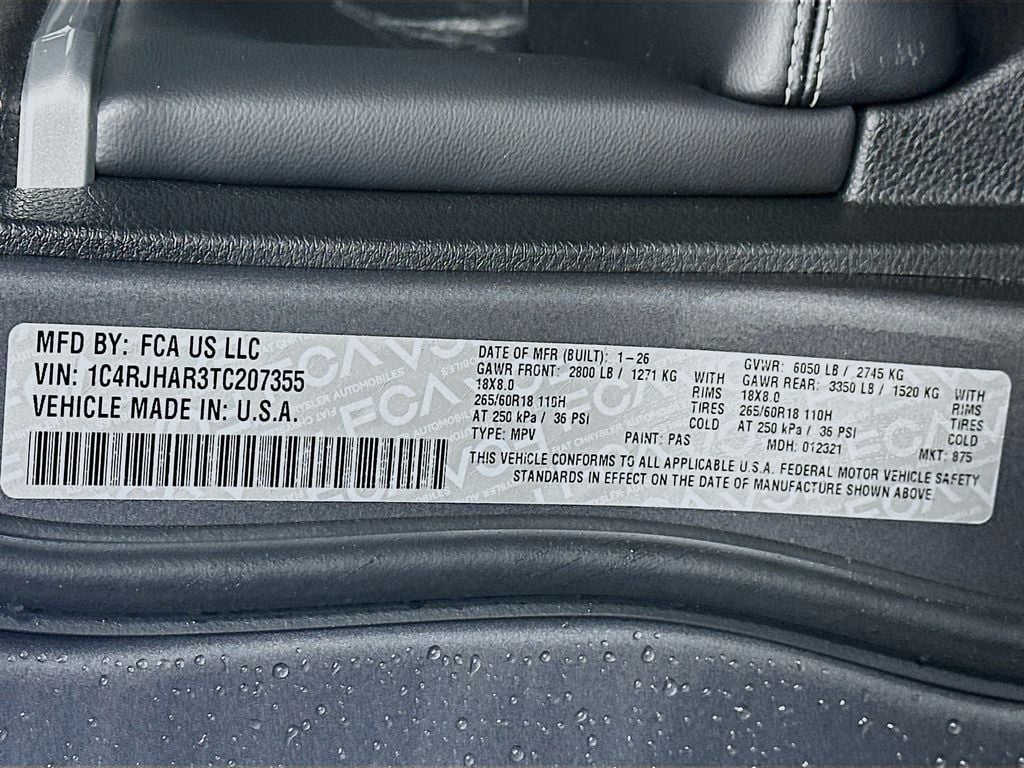 MFD BY: FCA US LLC
VIN: 1C4RJHAR3TC207355
VEHICLE MADE IN: U.S.A.
DATE OF MFR (BUILT): 1-26
GAWR FRONT: 2800 LB / 1271 KG WITH
18X8.0 RIMS
265/60R18 110H TIRES
AT 250 kPa / 36 PSI COLD
TYPE: MPV PAINT: PAS
GVWR: 6050 LB / 2745 KG
GAWR REAR: 3350 LB / 1520 KG WITH
18X8.0 RIMS
265/60R18 110H TIRES
AT 250 kPa / 36 PSI COLD
MDH: 012321 MKT: 875
THIS VEHICLE CONFORMS TO ALL APPLICABLE U.S.A. FEDERAL MOTOR VEHICLE SAFETY
STANDARDS IN EFFECT ON THE DATE OF MANUFACTURE SHOWN ABOVE.